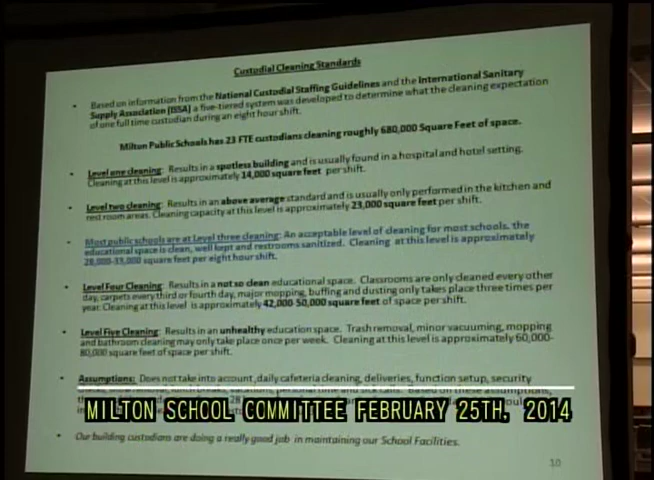 Custodial Cleaning Standards
Based on information from the National Custodial Staffing Guidelines and the International Sanitary
Supply Association (ISSA) a five-tiered system was developed to determine what the cleaning expectation
of one full time custodian during an eight hour shift.
Milton Public Schools has 23 FTE custodians cleaning roughly 680,000 Square Feet of space.
Level one cleaning: Results in a spotless building and is usually found in a hospital and hotel setting.
Cleaning at this level is approximately 14,000 square feet per shift.
Level two cleaning: Results in an above average standard and is usually only performed in the kitchen and
rest room areas. Cleaning capacity at this level is approximately 23,000 square feet per shift.
Most public schools are at Level three cleaning: An acceptable level of cleaning for most schools. the
educational space is clean, well kept and restrooms sanitized. Cleaning at this level is approximately
28,000-33,000 square feet per eight hour shift.
Level Four Cleaning: Results in a not so clean educational space. Classrooms are only cleaned every other
day, carpets every third or fourth day, major mopping, buffing and dusting only takes place three times per
year. Cleaning at this level is approximately 42,000-50,000 square feet of space per shift.
Level Five Cleaning: Results in an unhealthy education space. Trash removal, minor vacuuming, mopping
and bathroom cleaning may only take place once per week. Cleaning at this level is approximately 60,000-
80,000 square feet of space per shift.
Assumptions: Does not take into account, daily cafeteria cleaning, deliveries, function setup, security
MILTON SCHOOL COMMITTEE FEBRUARY 25TH, 2014
Our building custodians are doing a really good job in maintaining our School Facilities.
10